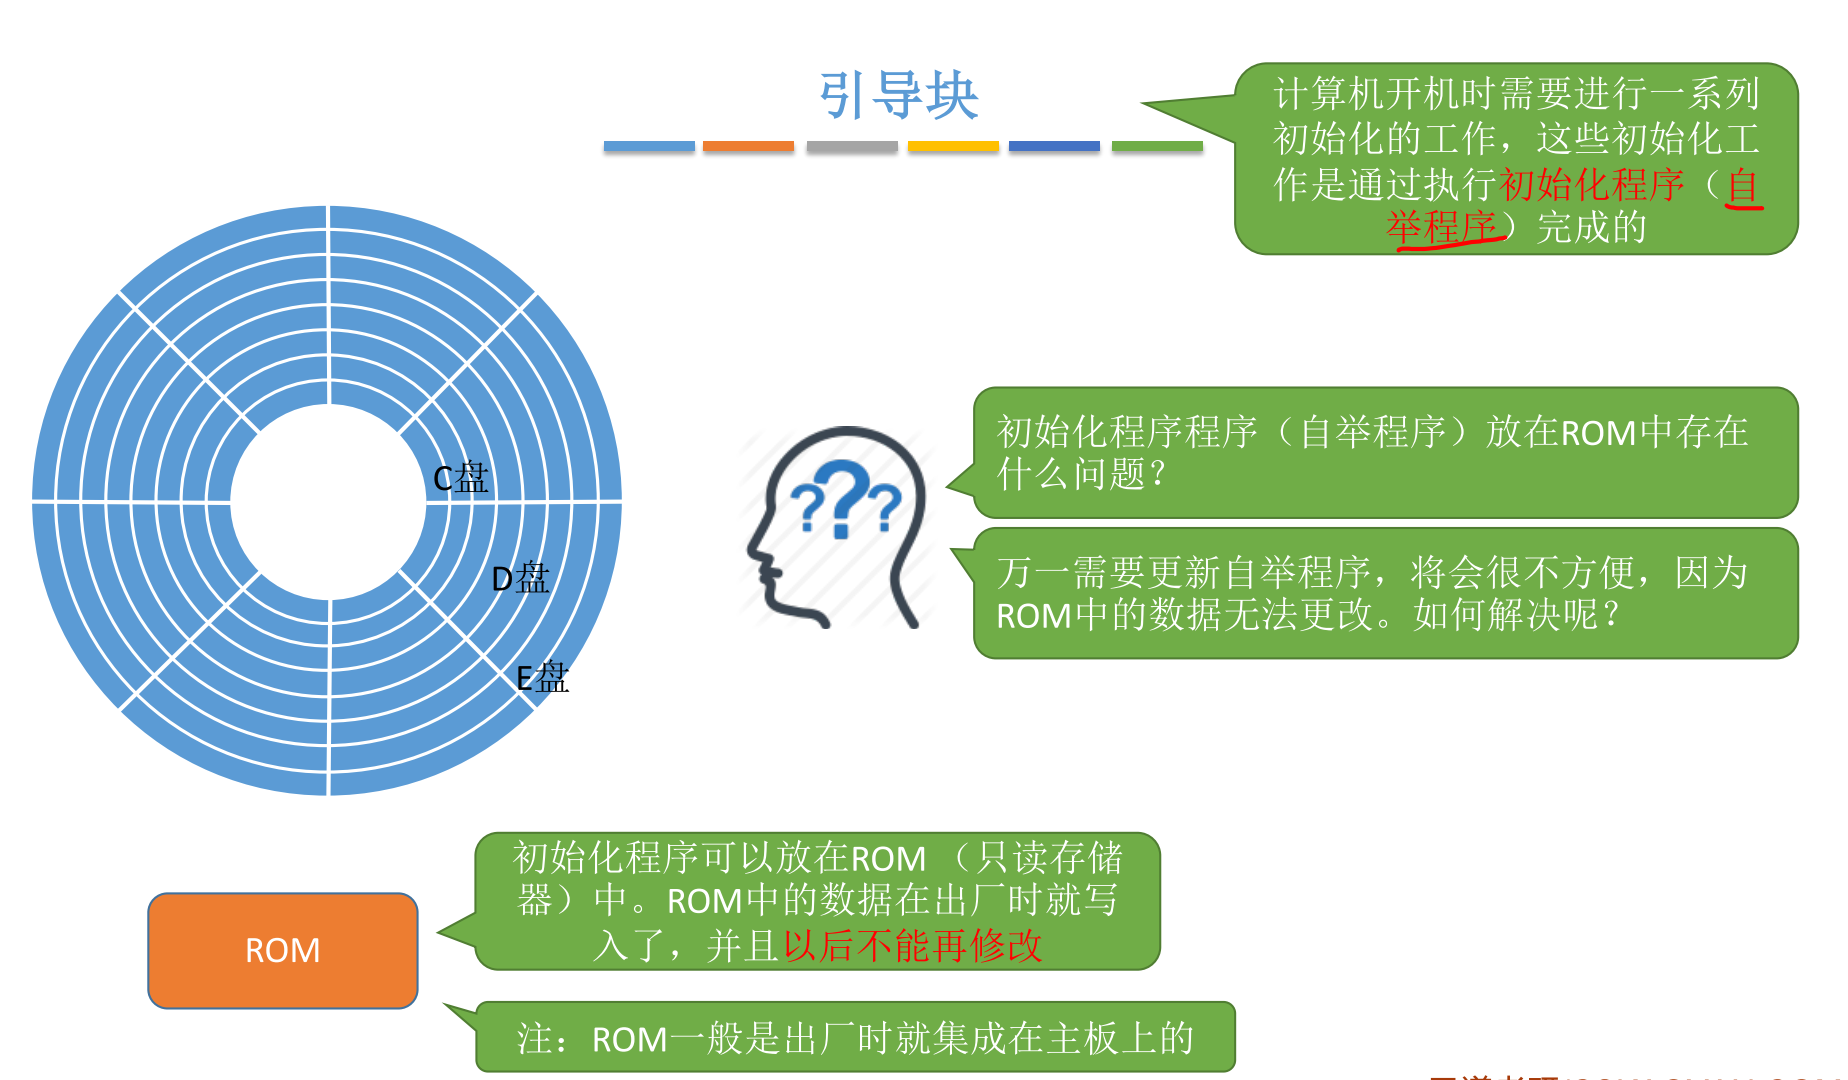 引导块
计算机开机时需要进行一系列
初始化的工作，这些初始化工
作是通过执行初始化程序（自
举程序）完成的
C盘
D盘
E盘
???
初始化程序程序（自举程序）放在ROM中存在
什么问题？
万一需要更新自举程序，将会很不方便，因为
ROM中的数据无法更改。如何解决呢？
初始化程序可以放在ROM（只读存储
器）中。ROM中的数据在出厂时就写
入了，并且以后不能再修改
ROM
注：ROM一般是出厂时就集成在主板上的